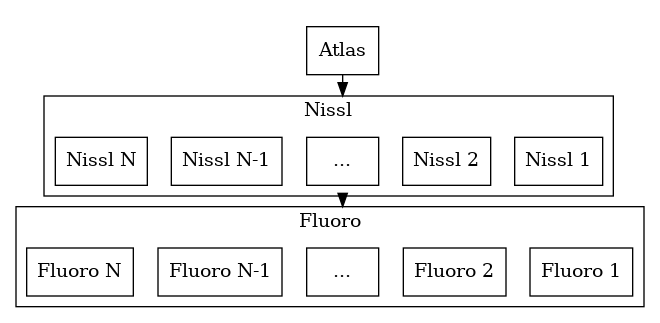 Atlas
Nissl
Nissl N
Nissl N-1
...
Nissl 2
Nissl 1
Fluoro
Fluoro N
Fluoro N-1
...
Fluoro 2
Fluoro 1